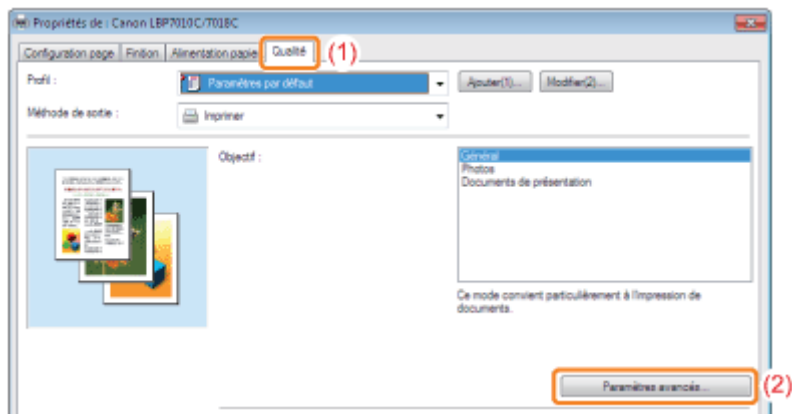 Propriétés de : Canon LBP7010C/7018C
Configuration page Finition Alimentation papier Qualité (1)
Profil : Paramètres par défaut Ajouter(1)... Modifier(2)...
Méthode de sortie : Imprimer
Objectif : Général
Photos
Documents de présentation
Ce mode convient particulièrement à l'impression de
documents.
Paramètres avancés... (2)